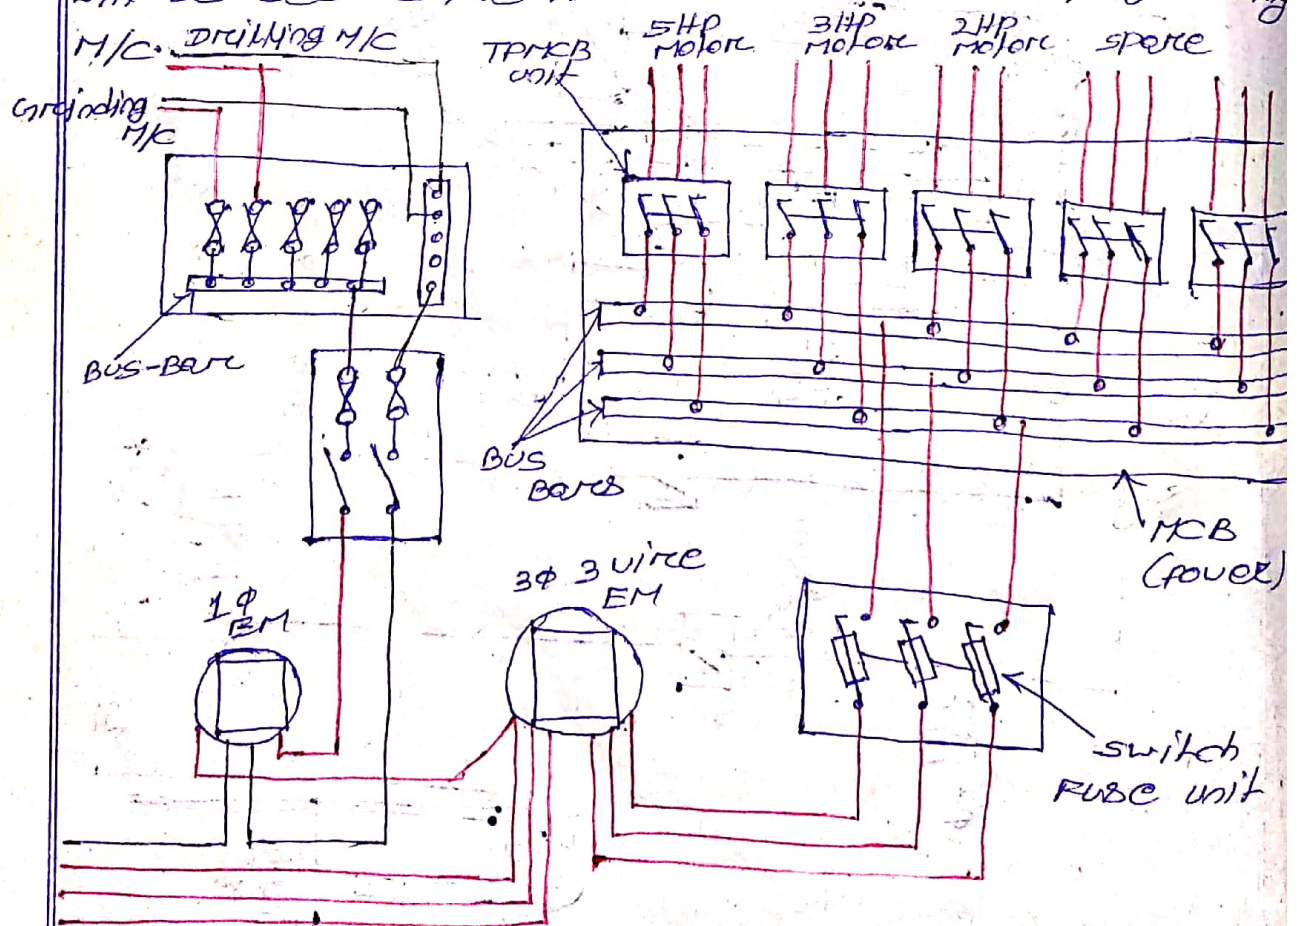 M/C. Drilling M/C
Grinding
M/C
TPMCB
unit
5HP
Motor
3HP
Motor
2HP
Motor
spare
BUS-Bar
BUS
Bars
MCB
(power)
1Φ
EM
3Φ 3 wire
EM
switch
Fuse unit